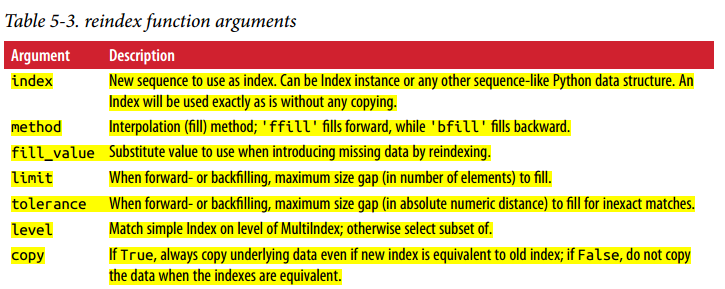 Table 5-3. reindex function arguments
Argument Description
index New sequence to use as index. Can be Index instance or any other sequence-like Python data structure. An
Index will be used exactly as is without any copying.
method Interpolation (fill) method; 'ffill' fills forward, while 'bfill' fills backward.
fill_value Substitute value to use when introducing missing data by reindexing.
limit When forward- or backfilling, maximum size gap (in number of elements) to fill.
tolerance When forward- or backfilling, maximum size gap (in absolute numeric distance) to fill for inexact matches.
level Match simple Index on level of MultiIndex; otherwise select subset of.
copy If True, always copy underlying data even if new index is equivalent to old index; if False, do not copy
the data when the indexes are equivalent.